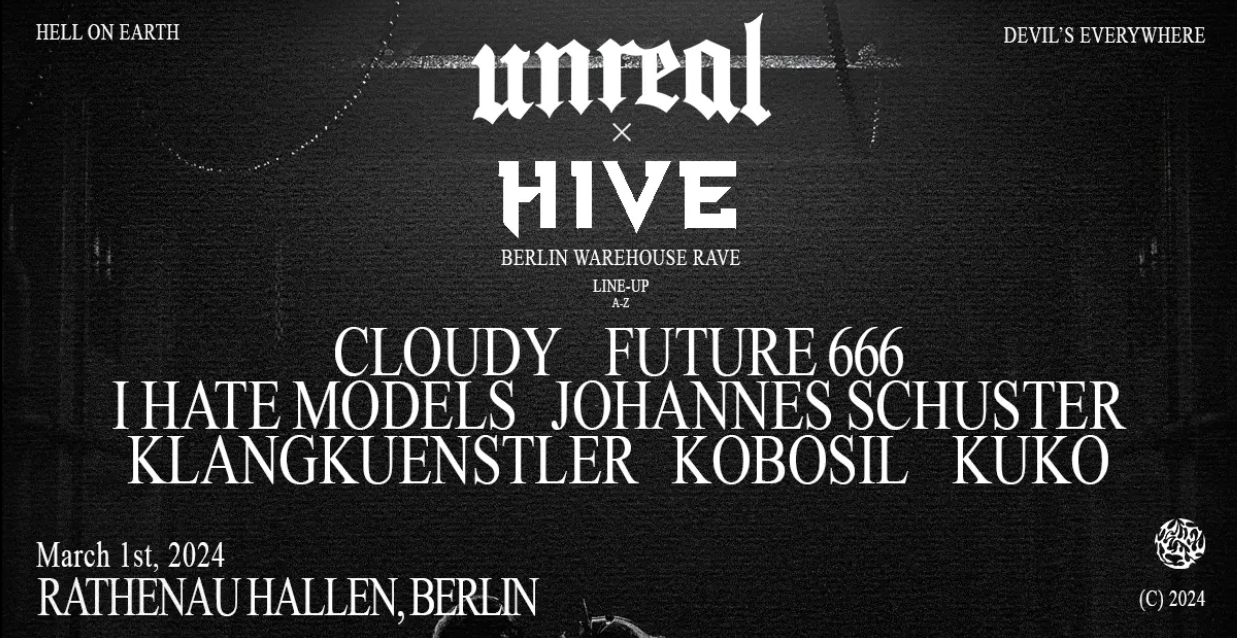 HELL ON EARTH
DEVIL'S EVERYWHERE
unreal
×
HIVE
BERLIN WAREHOUSE RAVE
LINE-UP
A-Z
CLOUDY FUTURE 666
I HATE MODELS JOHANNES SCHUSTER
KLANGKUENSTLER KOBOSIL KUKO
March 1st, 2024
RATHENAU HALLEN, BERLIN
(C) 2024